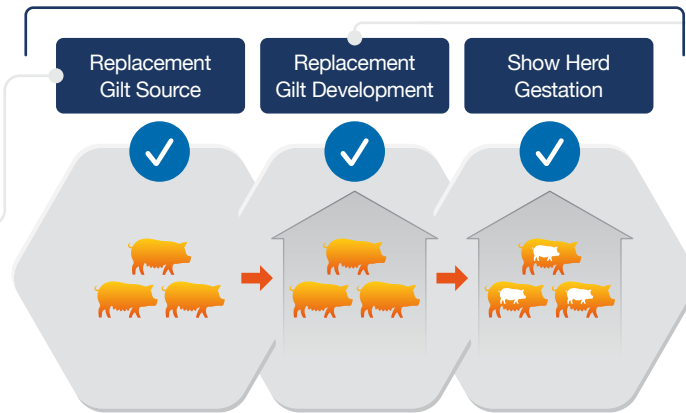 Replacement
Gilt Source
Replacement
Gilt Development
Show Herd
Gestation